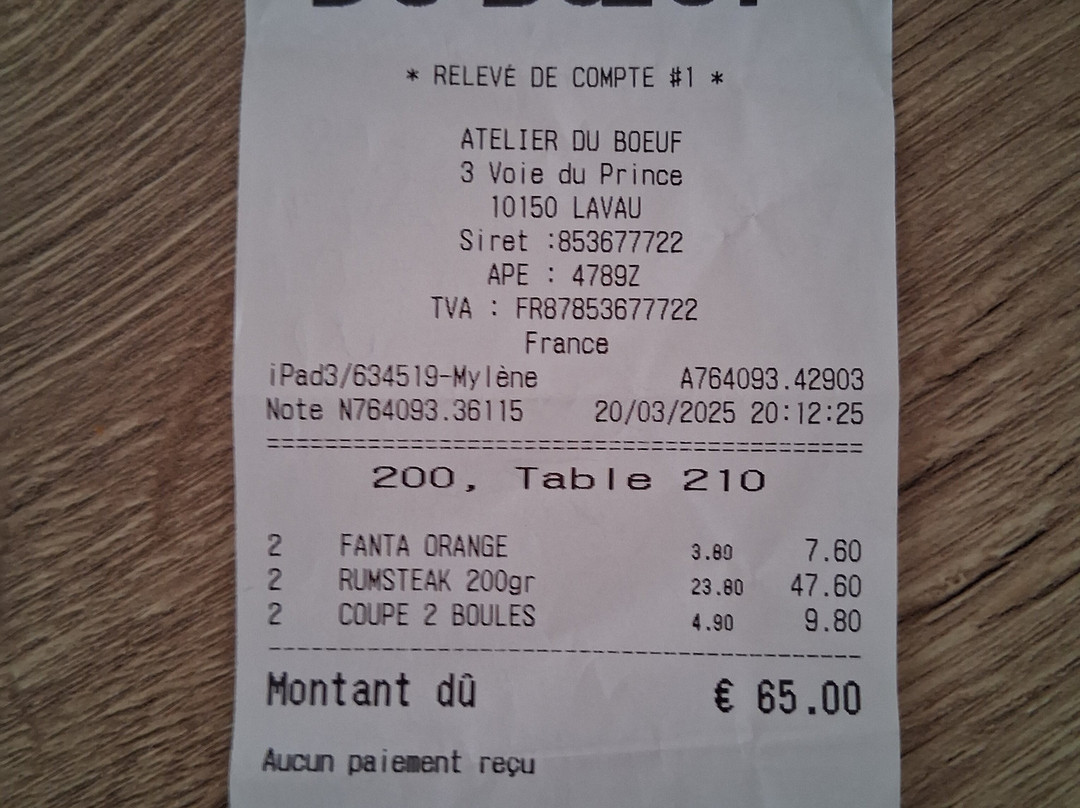 DU BŒUF
* RELEVÉ DE COMPTE #1 *
ATELIER DU BOEUF
3 Voie du Prince
10150 LAVAU
Siret :853677722
APE : 4789Z
TVA : FR87853677722
France
iPad3/634519-Mylène A764093.42903
Note N764093.36115 20/03/2025 20:12:25
200, Table 210
2 FANTA ORANGE 3.80 7.60
2 RUMSTEAK 200gr 23.80 47.60
2 COUPE 2 BOULES 4.90 9.80
Montant dû € 65.00
Aucun paiement reçu